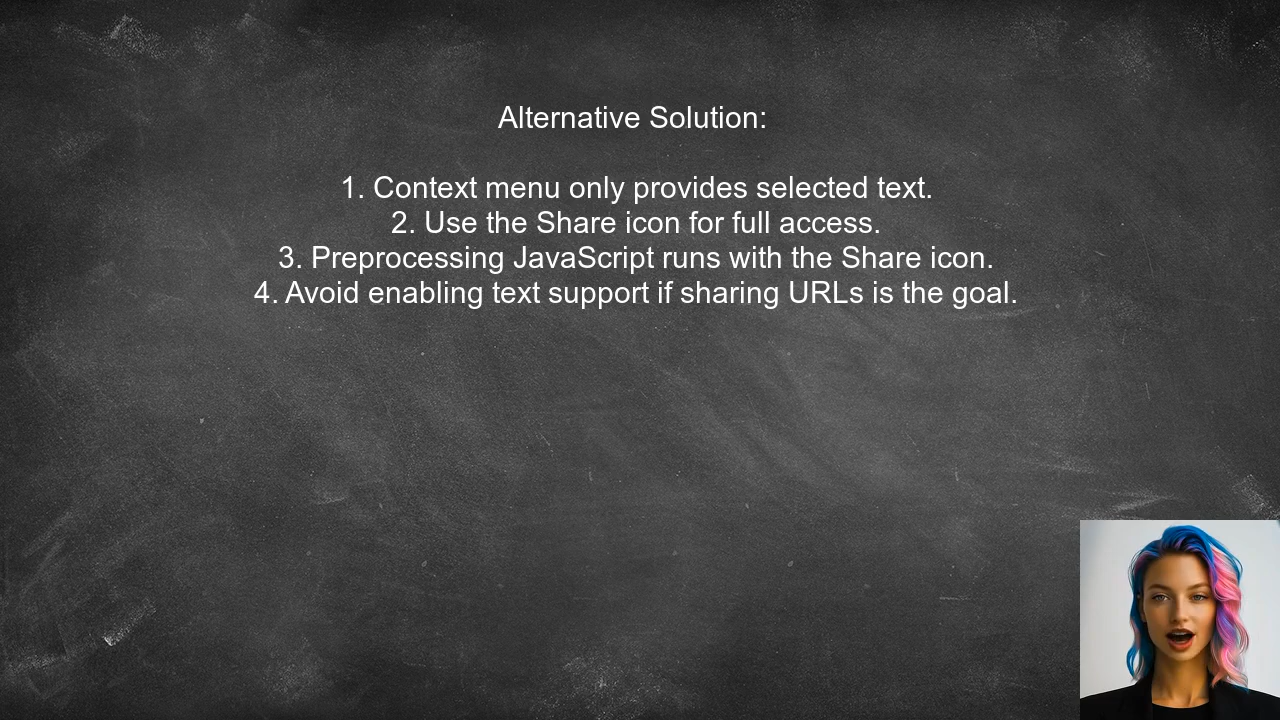 Alternative Solution:
1. Context menu only provides selected text.
2. Use the Share icon for full access.
3. Preprocessing JavaScript runs with the Share icon.
4. Avoid enabling text support if sharing URLs is the goal.